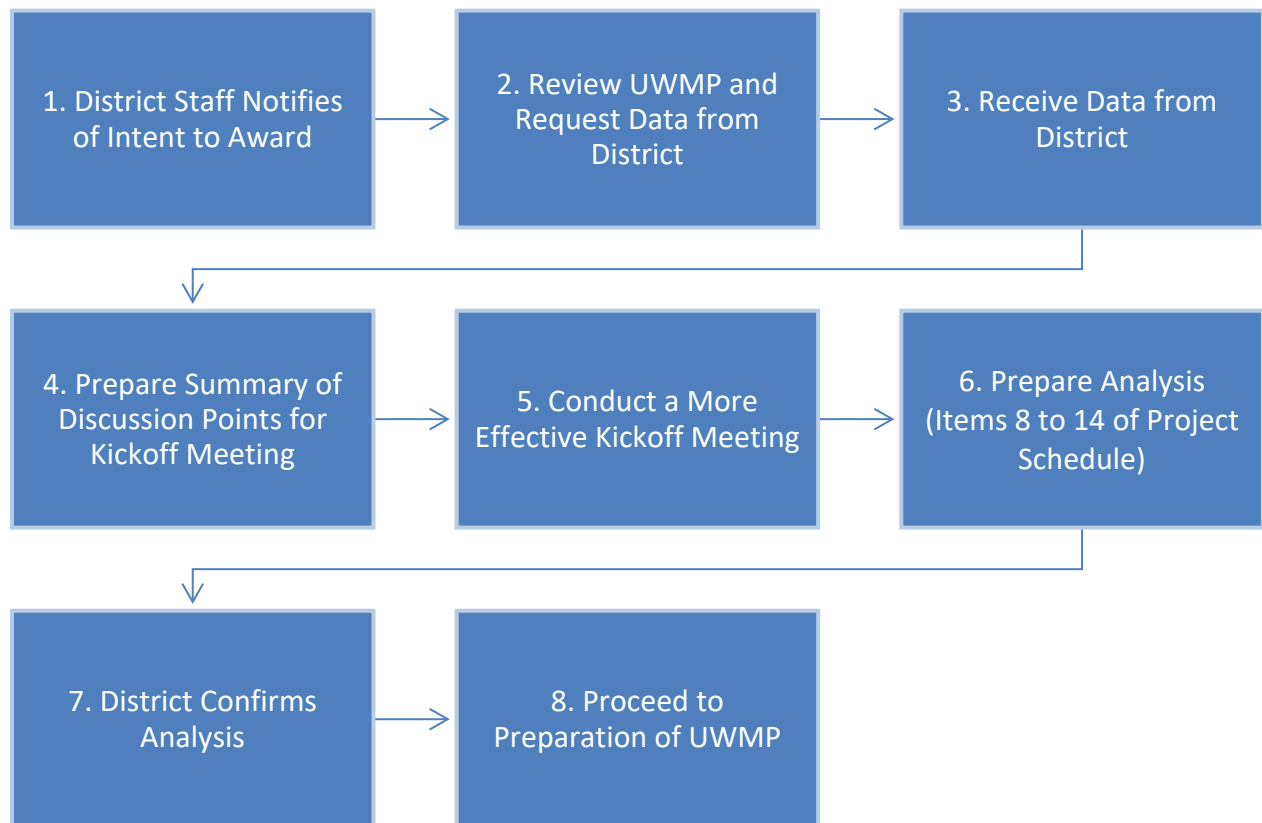 1. District Staff Notifies
of Intent to Award
2. Review UWMP and
Request Data from
District
3. Receive Data from
District
4. Prepare Summary of
Discussion Points for
Kickoff Meeting
5. Conduct a More
Effective Kickoff Meeting
6. Prepare Analysis
(Items 8 to 14 of Project
Schedule)
7. District Confirms
Analysis
8. Proceed to
Preparation of UWMP